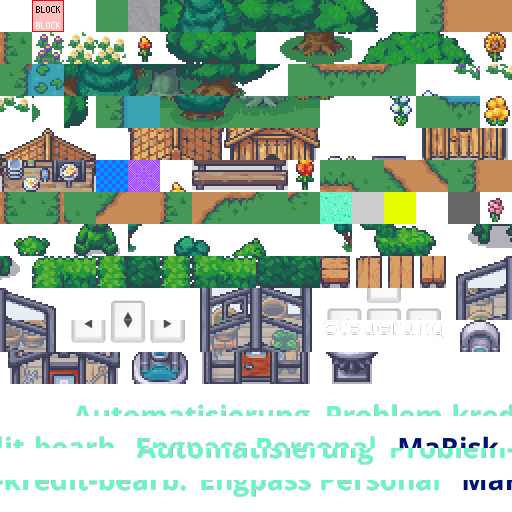 BLOCK
BLOCK
Steuerung
Automatisierung Problem-kred
dit-bearb. Engpass Personal MaRisk
Automatisierung Problem-
-Kredit-bearb. Engpass Personal Mar